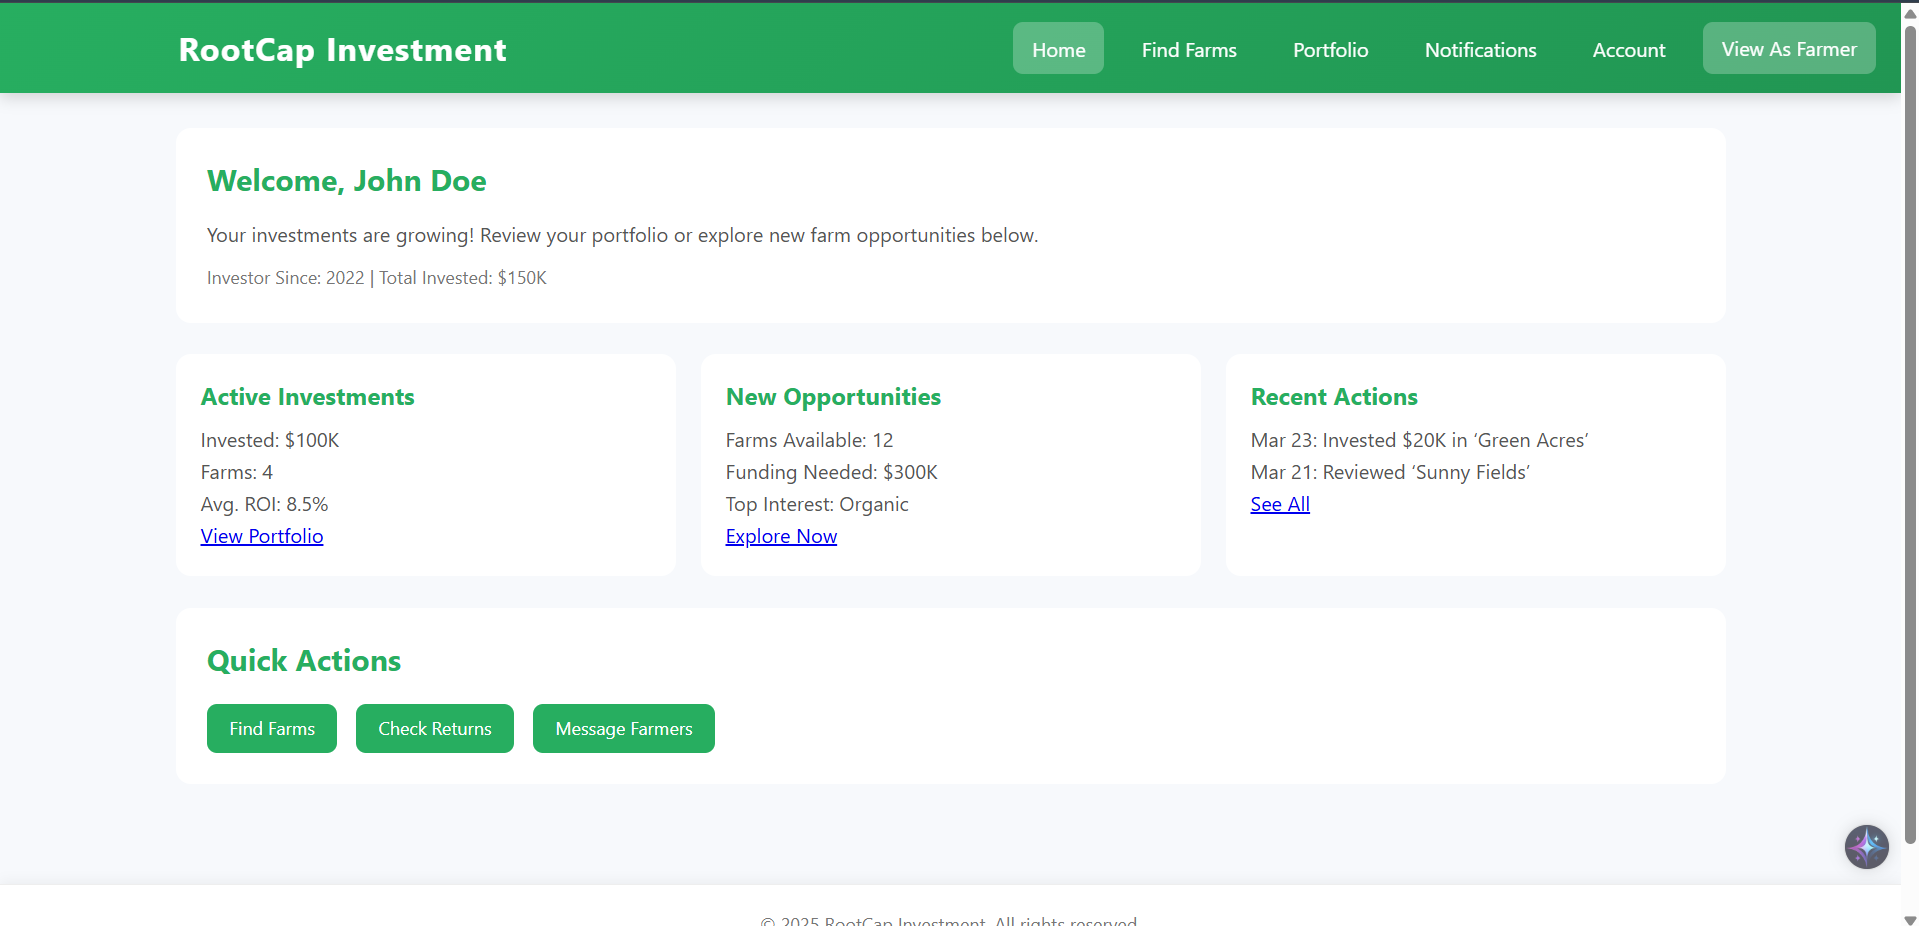 RootCap Investment
Home
Find Farms
Portfolio
Notifications
Account
View As Farmer
Welcome, John Doe
Your investments are growing! Review your portfolio or explore new farm opportunities below.
Investor Since: 2022 | Total Invested: $150K
Active Investments
Invested: $100K
Farms: 4
Avg. ROI: 8.5%
View Portfolio
New Opportunities
Farms Available: 12
Funding Needed: $300K
Top Interest: Organic
Explore Now
Recent Actions
Mar 23: Invested $20K in ‘Green Acres’
Mar 21: Reviewed ‘Sunny Fields’
See All
Quick Actions
Find Farms
Check Returns
Message Farmers
© 2025 RootCap Investment. All rights reserved.